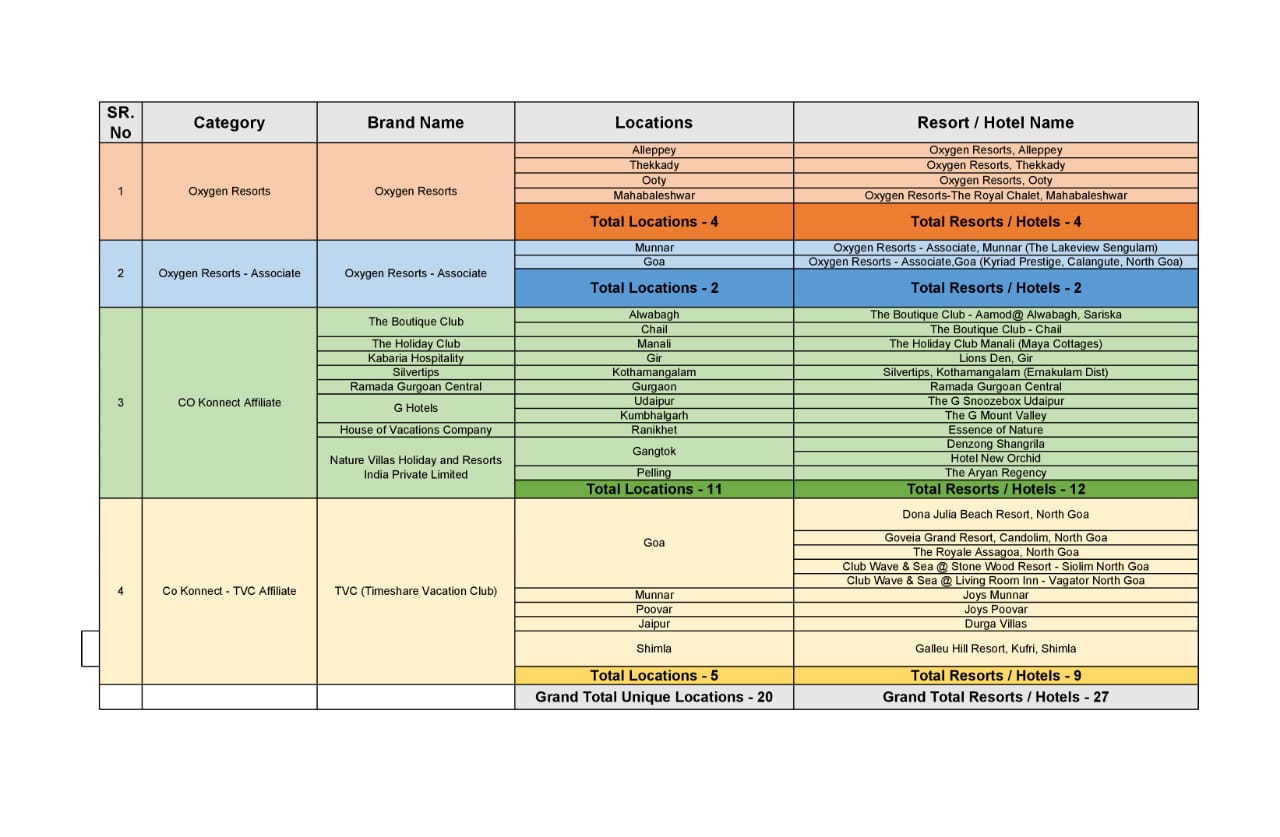 SR. No
Category
Brand Name
Locations
Resort / Hotel Name
1
Oxygen Resorts
Oxygen Resorts
Alleppey
Oxygen Resorts, Alleppey
Thekkady
Oxygen Resorts, Thekkady
Ooty
Oxygen Resorts, Ooty
Mahabaleshwar
Oxygen Resorts-The Royal Chalet, Mahabaleshwar
Total Locations - 4
Total Resorts / Hotels - 4
2
Oxygen Resorts - Associate
Oxygen Resorts - Associate
Munnar
Oxygen Resorts - Associate, Munnar (The Lakeview Sengulam)
Goa
Oxygen Resorts - Associate,Goa (Kyriad Prestige, Calangute, North Goa)
Total Locations - 2
Total Resorts / Hotels - 2
3
CO Konnect Affiliate
The Boutique Club
Alwabagh
The Boutique Club - Aamod@ Alwabagh, Sariska
Chail
The Boutique Club - Chail
The Holiday Club
Manali
The Holiday Club Manali (Maya Cottages)
Kabaria Hospitality
Gir
Lions Den, Gir
Silvertips
Kothamangalam
Silvertips, Kothamangalam (Ernakulam Dist)
Ramada Gurgoan Central
Gurgaon
Ramada Gurgoan Central
G Hotels
Udaipur
The G Snoozebox Udaipur
Kumbhalgarh
The G Mount Valley
House of Vacations Company
Ranikhet
Essence of Nature
Nature Villas Holiday and Resorts
India Private Limited
Gangtok
Denzong Shangrila
Hotel New Orchid
Pelling
The Aryan Regency
Total Locations - 11
Total Resorts / Hotels - 12
4
Co Konnect - TVC Affiliate
TVC (Timeshare Vacation Club)
Goa
Dona Julia Beach Resort, North Goa
Goveia Grand Resort, Candolim, North Goa
The Royale Assagoa, North Goa
Club Wave & Sea @ Stone Wood Resort - Siolim North Goa
Club Wave & Sea @ Living Room Inn - Vagator North Goa
Munnar
Joys Munnar
Poovar
Joys Poovar
Jaipur
Durga Villas
Shimla
Galleu Hill Resort, Kufri, Shimla
Total Locations - 5
Total Resorts / Hotels - 9
Grand Total Unique Locations - 20
Grand Total Resorts / Hotels - 27